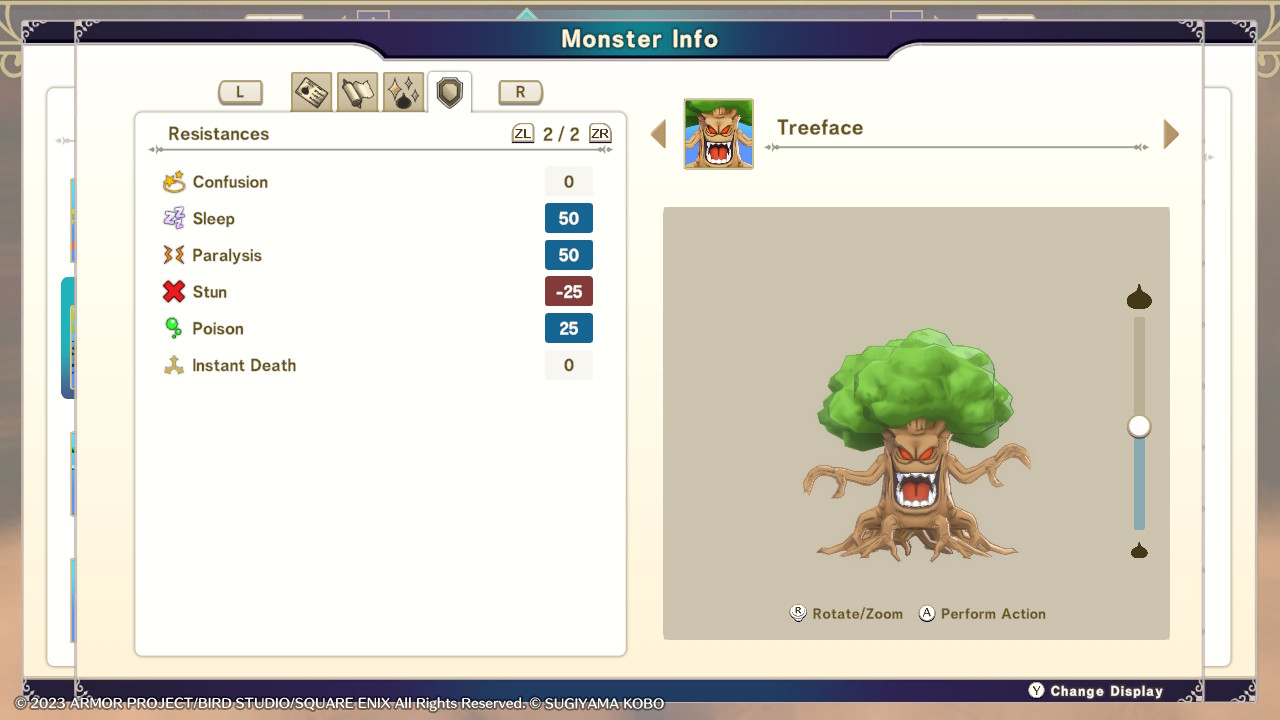 Monster Info
L
R
Resistances ZL 2 / 2 ZR
Confusion 0
Sleep 50
Paralysis 50
Stun -25
Poison 25
Instant Death 0
Treeface
R Rotate/Zoom A Perform Action
Y Change Display
© 2023 ARMOR PROJECT/BIRD STUDIO/SQUARE ENIX All Rights Reserved. © SUGIYAMA KOBO